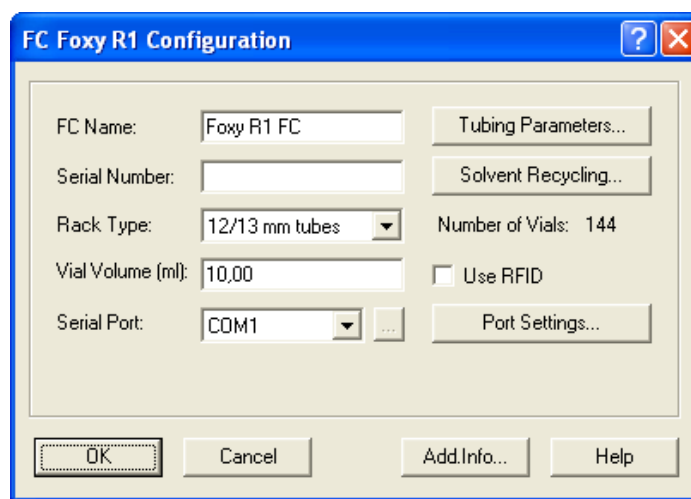 FC Foxy R1 Configuration
FC Name: Foxy R1 FC Tubing Parameters...
Serial Number: Solvent Recycling...
Rack Type: 12/13 mm tubes Number of Vials: 144
Vial Volume (ml): 10,00 Use RFID
Serial Port: COM1 ... Port Settings...
OK Cancel Add.Info... Help